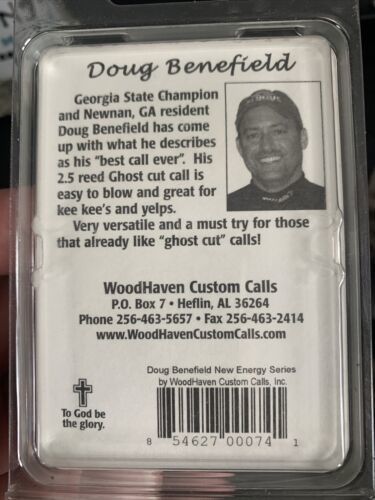 Doug Benefield
Georgia State Champion
and Newnan, GA resident
Doug Benefield has come
up with what he describes
as his "best call ever". His
2.5 reed Ghost cut call is
easy to blow and great for
kee kee's and yelps.
Very versatile and a must try for those
that already like "ghost cut" calls!
WoodHaven Custom Calls
P.O. Box 7 • Heflin, AL 36264
Phone 256-463-5657 • Fax 256-463-2414
www.WoodHavenCustomCalls.com
Doug Benefield New Energy Series
by WoodHaven Custom Calls, Inc.
To God be
the glory.
8 54627 00074 1